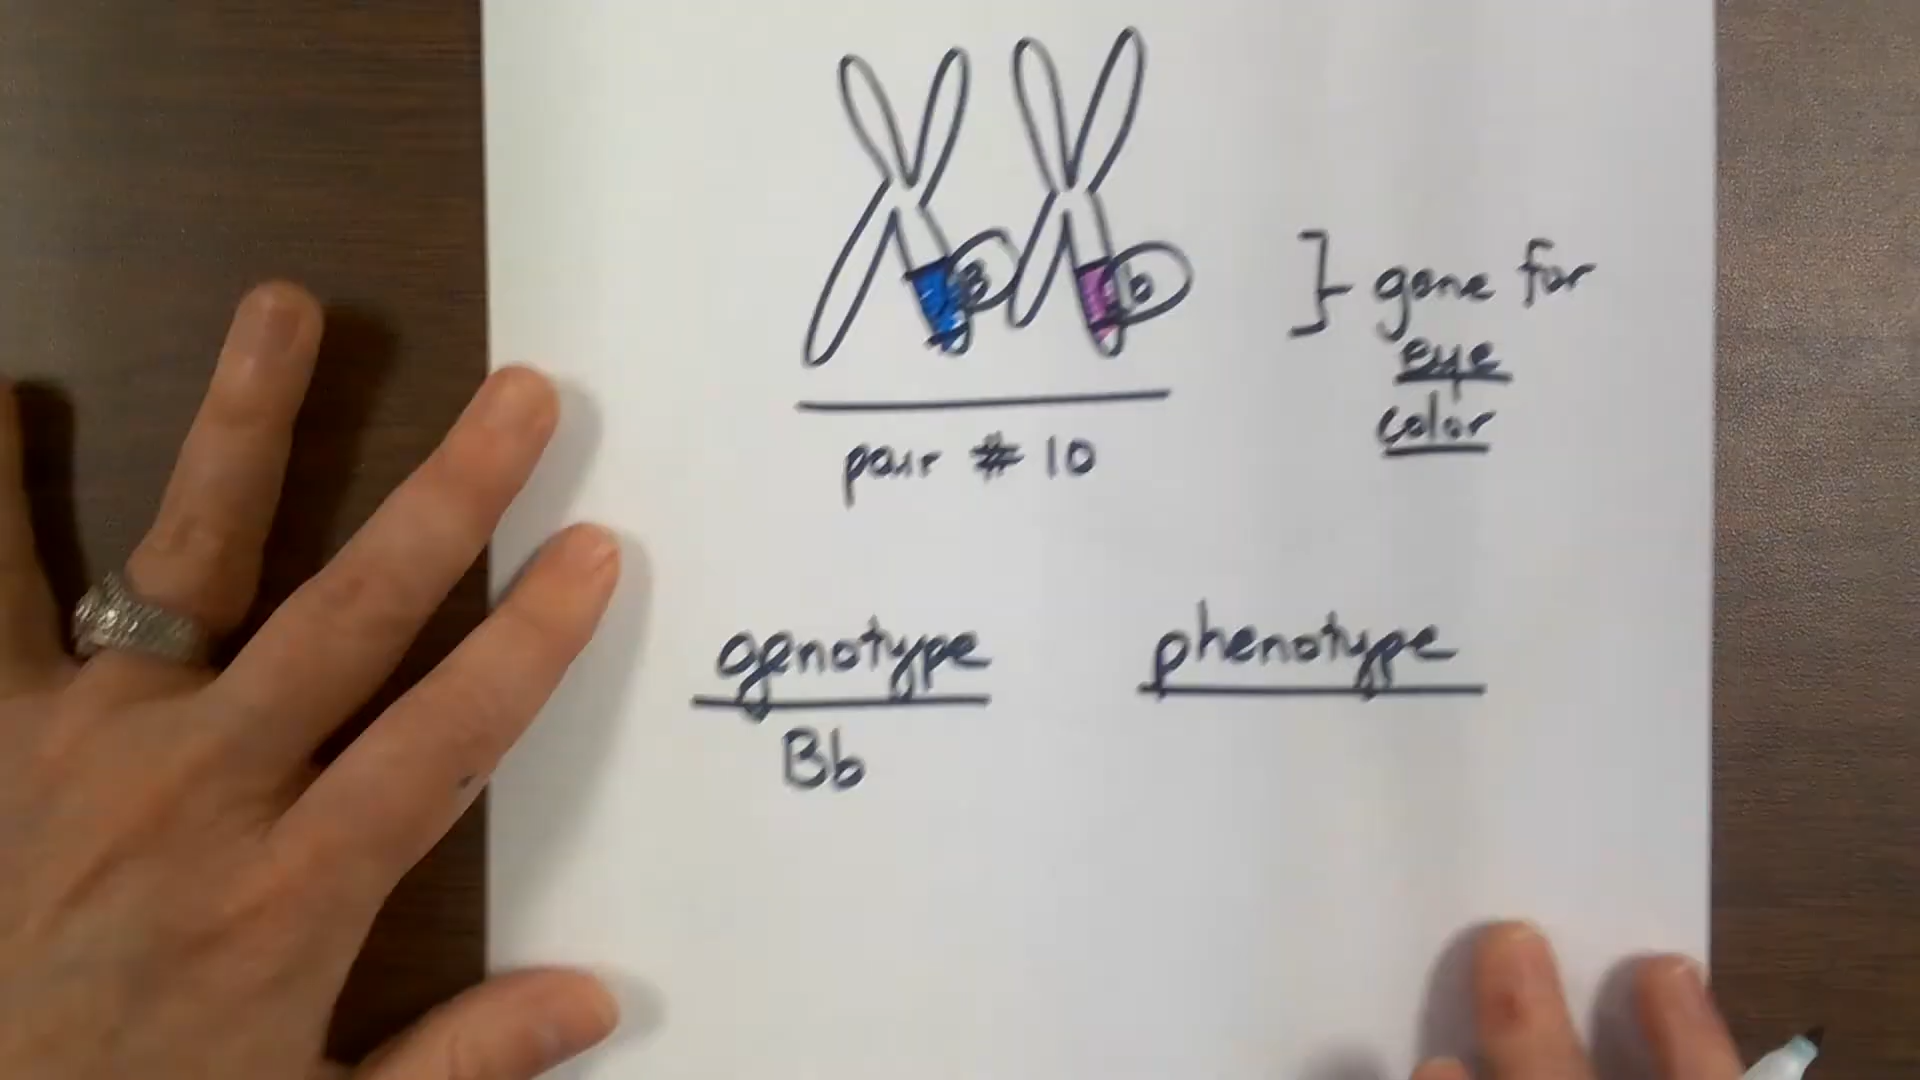 B b
} gene for
eye
color
pair # 10
genotype phenotype
Bb